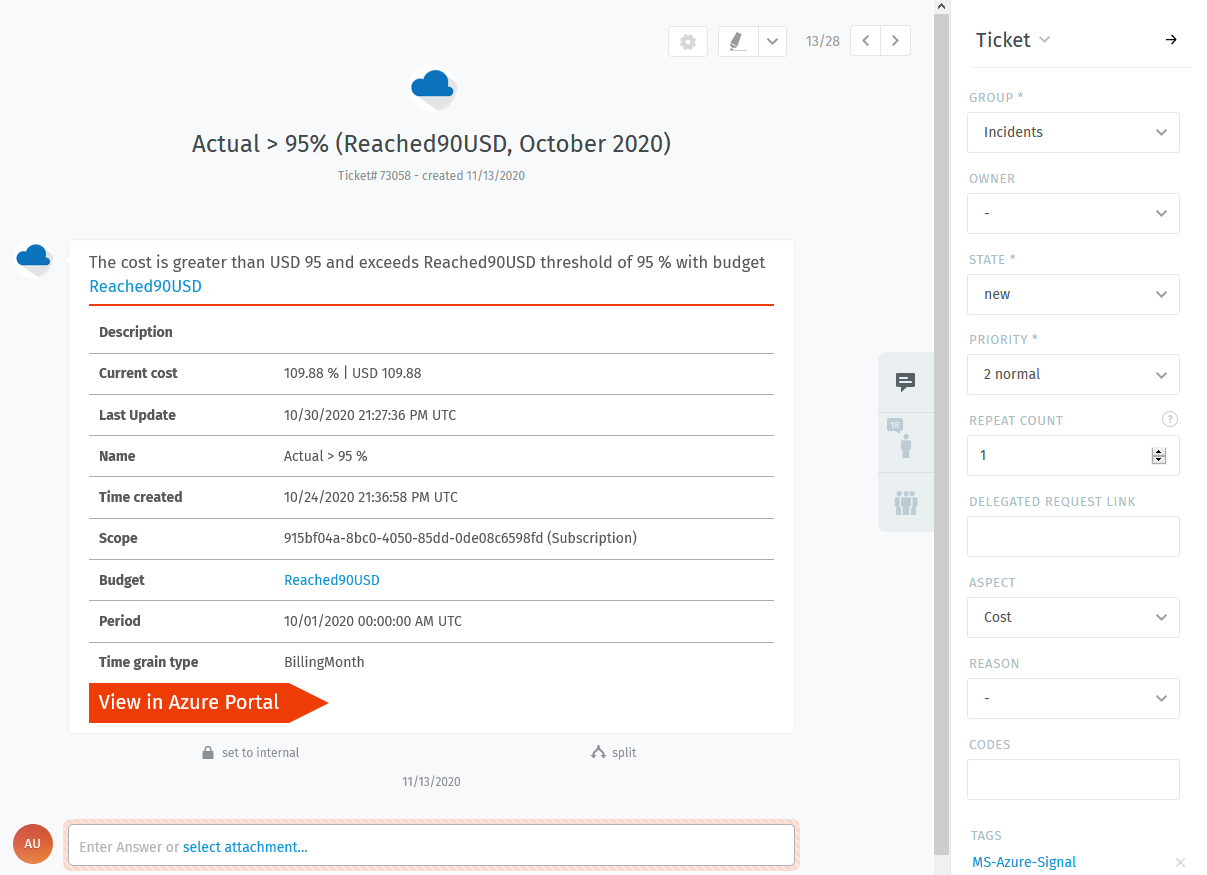 13/28
Actual > 95% (Reached90USD, October 2020)
Ticket# 73058 - created 11/13/2020
The cost is greater than USD 95 and exceeds Reached90USD threshold of 95 % with budget
Reached90USD
Description
Current cost 109.88 % | USD 109.88
Last Update 10/30/2020 21:27:36 PM UTC
Name Actual > 95 %
Time created 10/24/2020 21:36:58 PM UTC
Scope 915bf04a-8bc0-4050-85dd-0de08c6598fd (Subscription)
Budget Reached90USD
Period 10/01/2020 00:00:00 AM UTC
Time grain type BillingMonth
View in Azure Portal
set to internal split
11/13/2020
AU
Enter Answer or select attachment...
18
Ticket
GROUP *
Incidents
OWNER
-
STATE *
new
PRIORITY *
2 normal
REPEAT COUNT ?
1
DELEGATED REQUEST LINK
ASPECT
Cost
REASON
-
CODES
TAGS
MS-Azure-Signal